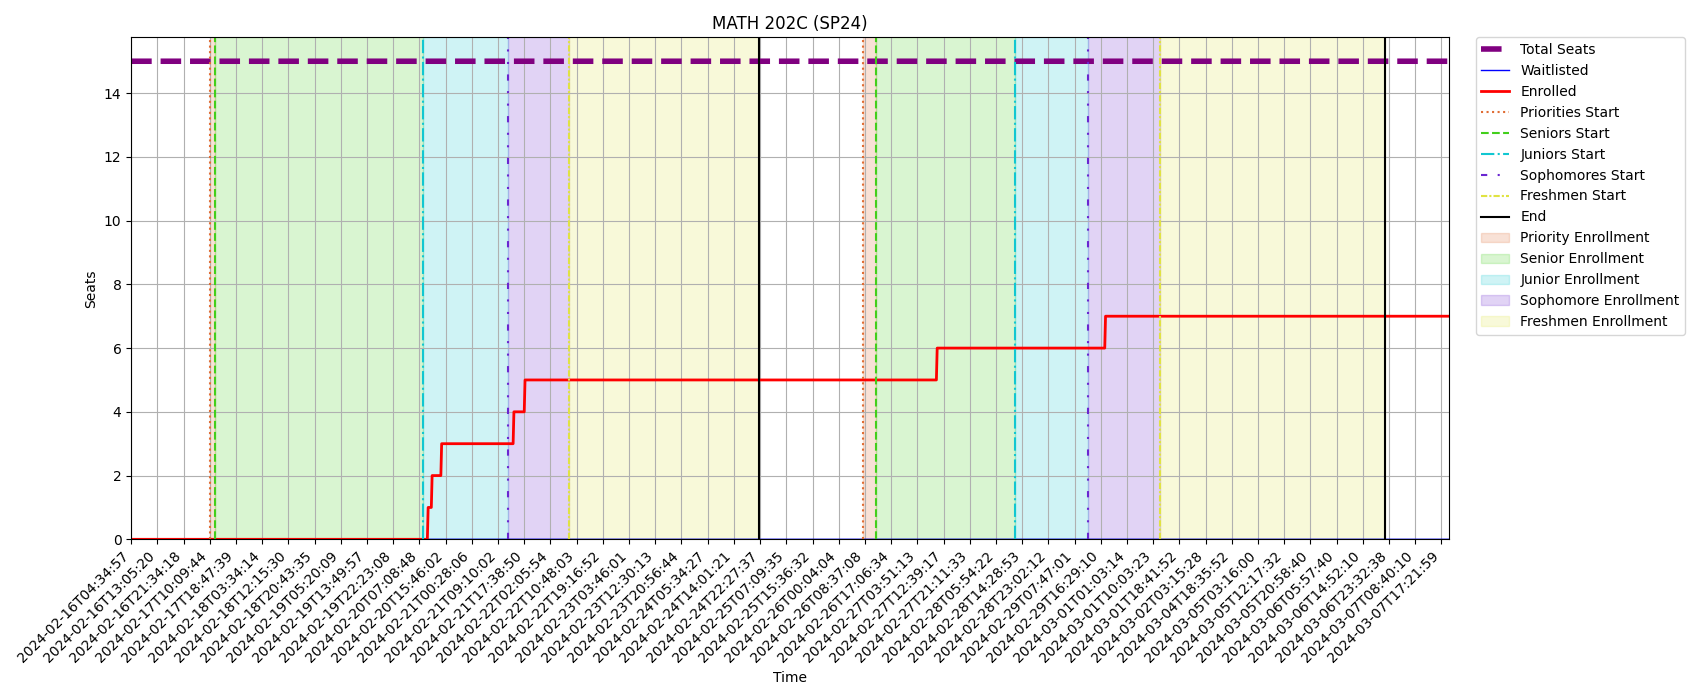 MATH 202C (SP24)
Seats
14
12
10
8
6
4
2
0
2024-02-16T04:34:57
2024-02-16T13:05:20
2024-02-16T21:34:18
2024-02-17T10:09:44
2024-02-17T18:47:39
2024-02-18T03:34:14
2024-02-18T12:15:30
2024-02-18T20:43:35
2024-02-19T05:20:09
2024-02-19T13:49:57
2024-02-19T22:23:08
2024-02-20T07:08:48
2024-02-20T15:46:02
2024-02-21T00:28:06
2024-02-21T09:10:02
2024-02-21T17:38:50
2024-02-22T02:05:54
2024-02-22T10:48:03
2024-02-22T19:16:52
2024-02-23T03:46:01
2024-02-23T12:30:13
2024-02-23T20:56:44
2024-02-24T05:34:27
2024-02-24T14:01:21
2024-02-24T22:27:37
2024-02-25T07:09:35
2024-02-25T15:36:32
2024-02-26T00:04:04
2024-02-26T08:37:08
2024-02-26T17:06:34
2024-02-27T03:51:13
2024-02-27T12:39:17
2024-02-27T21:11:33
2024-02-28T05:54:22
2024-02-28T14:28:53
2024-02-28T23:02:12
2024-02-29T07:47:01
2024-02-29T16:29:10
2024-03-01T01:03:14
2024-03-01T10:03:23
2024-03-01T18:41:52
2024-03-02T03:15:28
2024-03-04T18:35:52
2024-03-05T03:16:00
2024-03-05T12:17:32
2024-03-05T20:58:40
2024-03-06T05:57:40
2024-03-06T14:52:10
2024-03-06T23:32:38
2024-03-07T08:40:10
2024-03-07T17:21:59
Time
Total Seats
Waitlisted
Enrolled
Priorities Start
Seniors Start
Juniors Start
Sophomores Start
Freshmen Start
End
Priority Enrollment
Senior Enrollment
Junior Enrollment
Sophomore Enrollment
Freshmen Enrollment